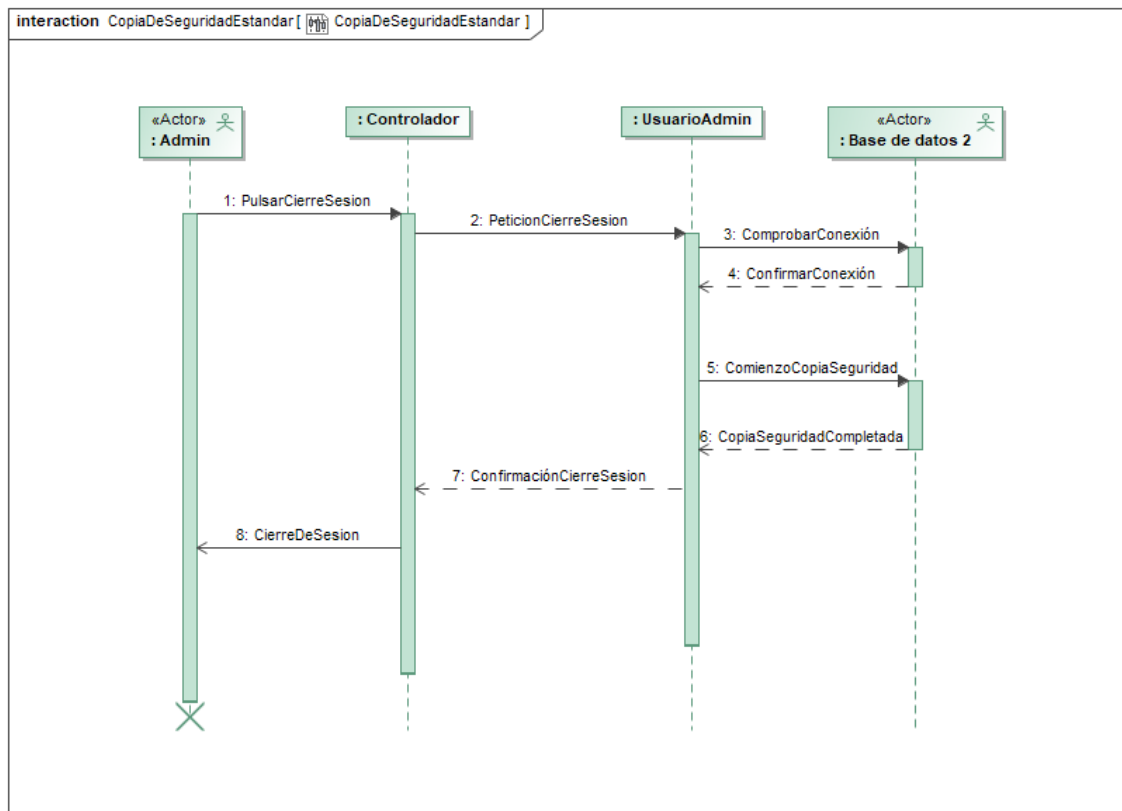 interaction CopiaDeSeguridadEstandar [ CopiaDeSeguridadEstandar ]
«Actor»
: Admin
: Controlador
: UsuarioAdmin
«Actor»
: Base de datos 2
1: PulsarCierreSesion
2: PeticionCierreSesion
3: ComprobarConexión
4: ConfirmarConexión
5: ComienzoCopiaSeguridad
6: CopiaSeguridadCompletada
7: ConfirmaciónCierreSesion
8: CierreDeSesion